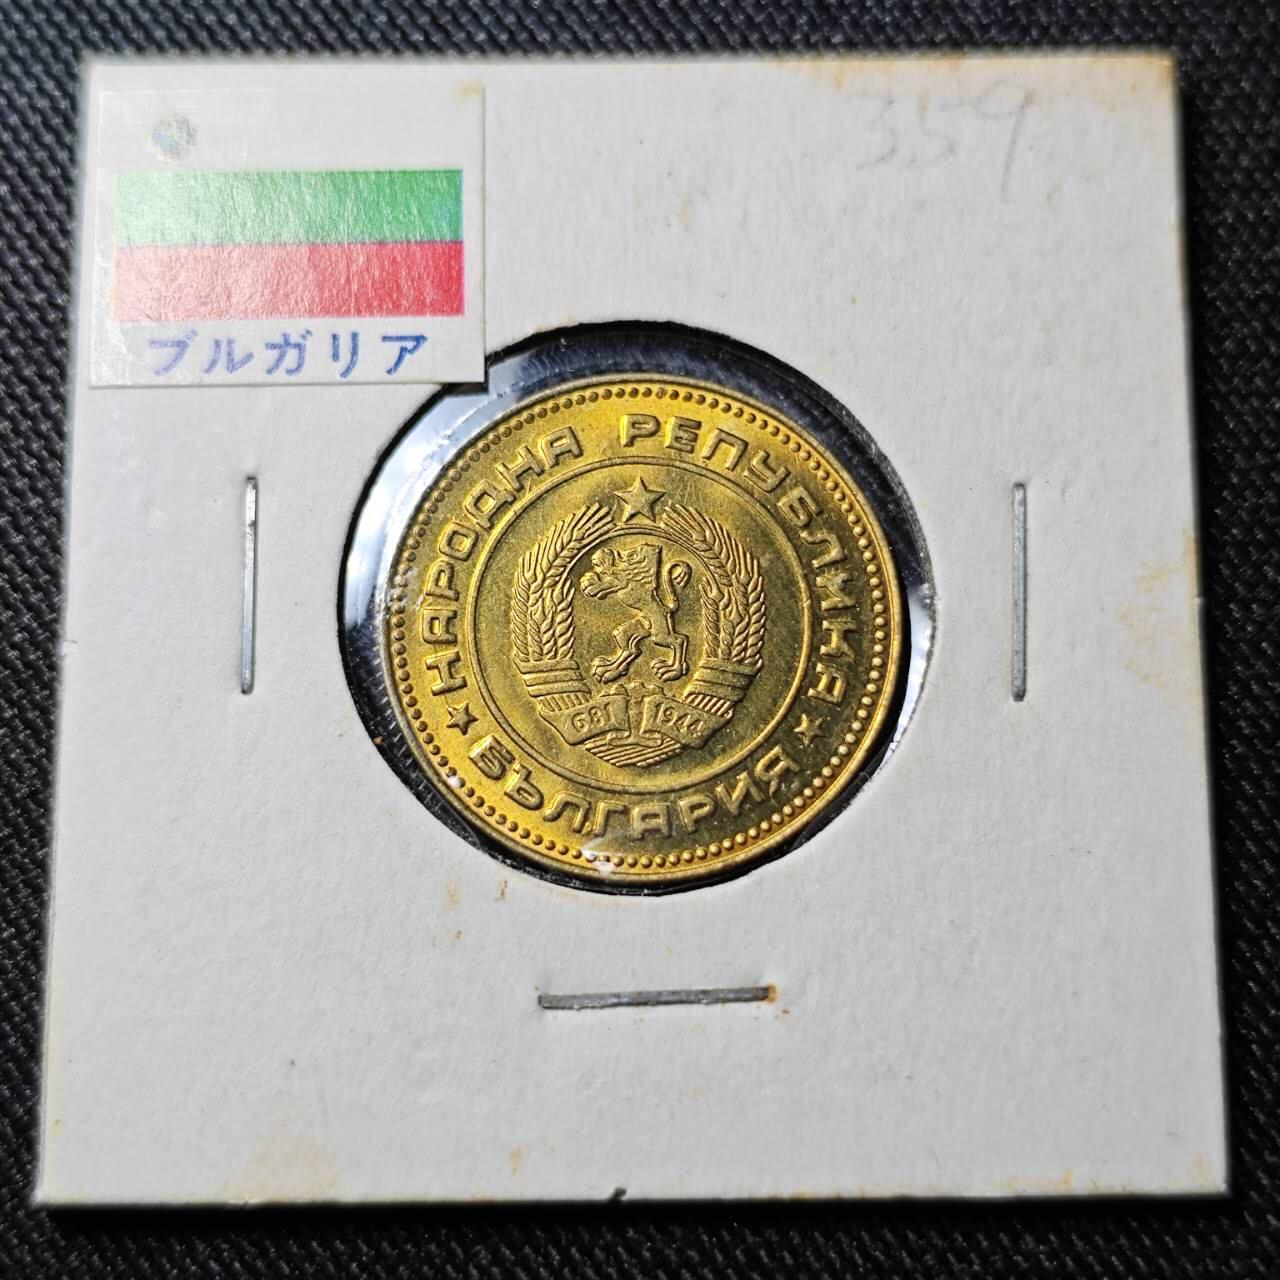 359
ブルガリア
НАРОДНА РЕПУБЛИКА
681 1944
БЪЛГАРИЯ